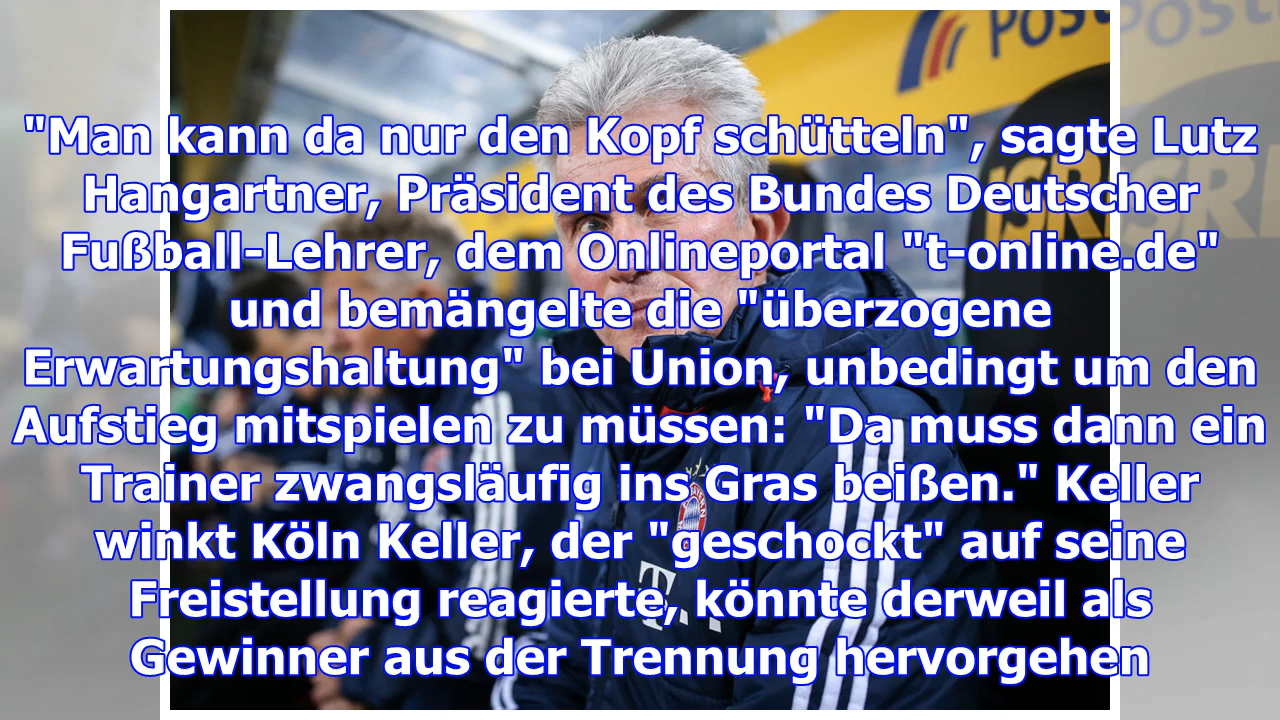 Post
"Man kann da nur den Kopf schütteln", sagte Lutz
Hangartner, Präsident des Bundes Deutscher
Fußball-Lehrer, dem Onlineportal "t-online.de"
und bemängelte die "überzogene
Erwartungshaltung" bei Union, unbedingt um den
Aufstieg mitspielen zu müssen: "Da muss dann ein
Trainer zwangsläufig ins Gras beißen." Keller
winkt Köln Keller, der "geschockt" auf seine
Freistellung reagierte, könnte derweil als
Gewinner aus der Trennung hervorgehen